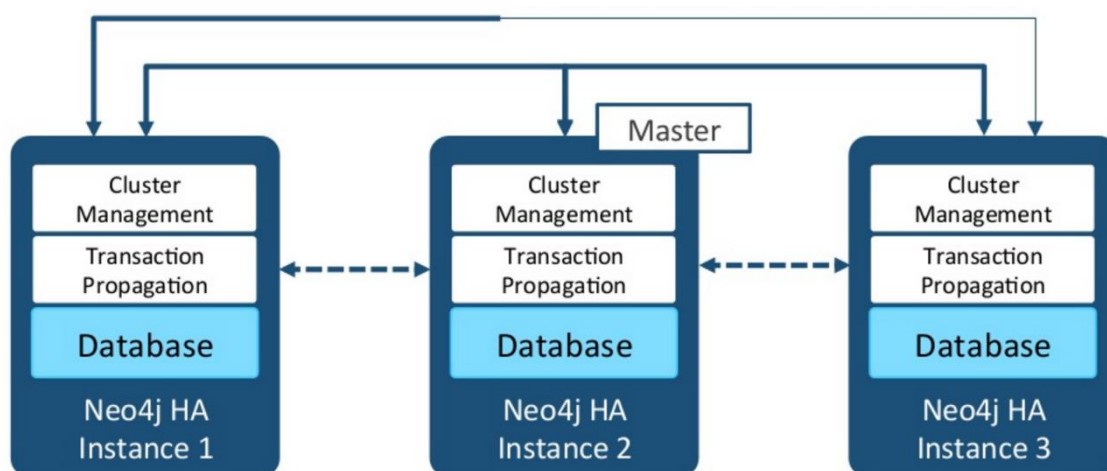 Master
Cluster
Management
Transaction
Propagation
Database
Neo4j HA
Instance 1
Cluster
Management
Transaction
Propagation
Database
Neo4j HA
Instance 2
Cluster
Management
Transaction
Propagation
Database
Neo4j HA
Instance 3